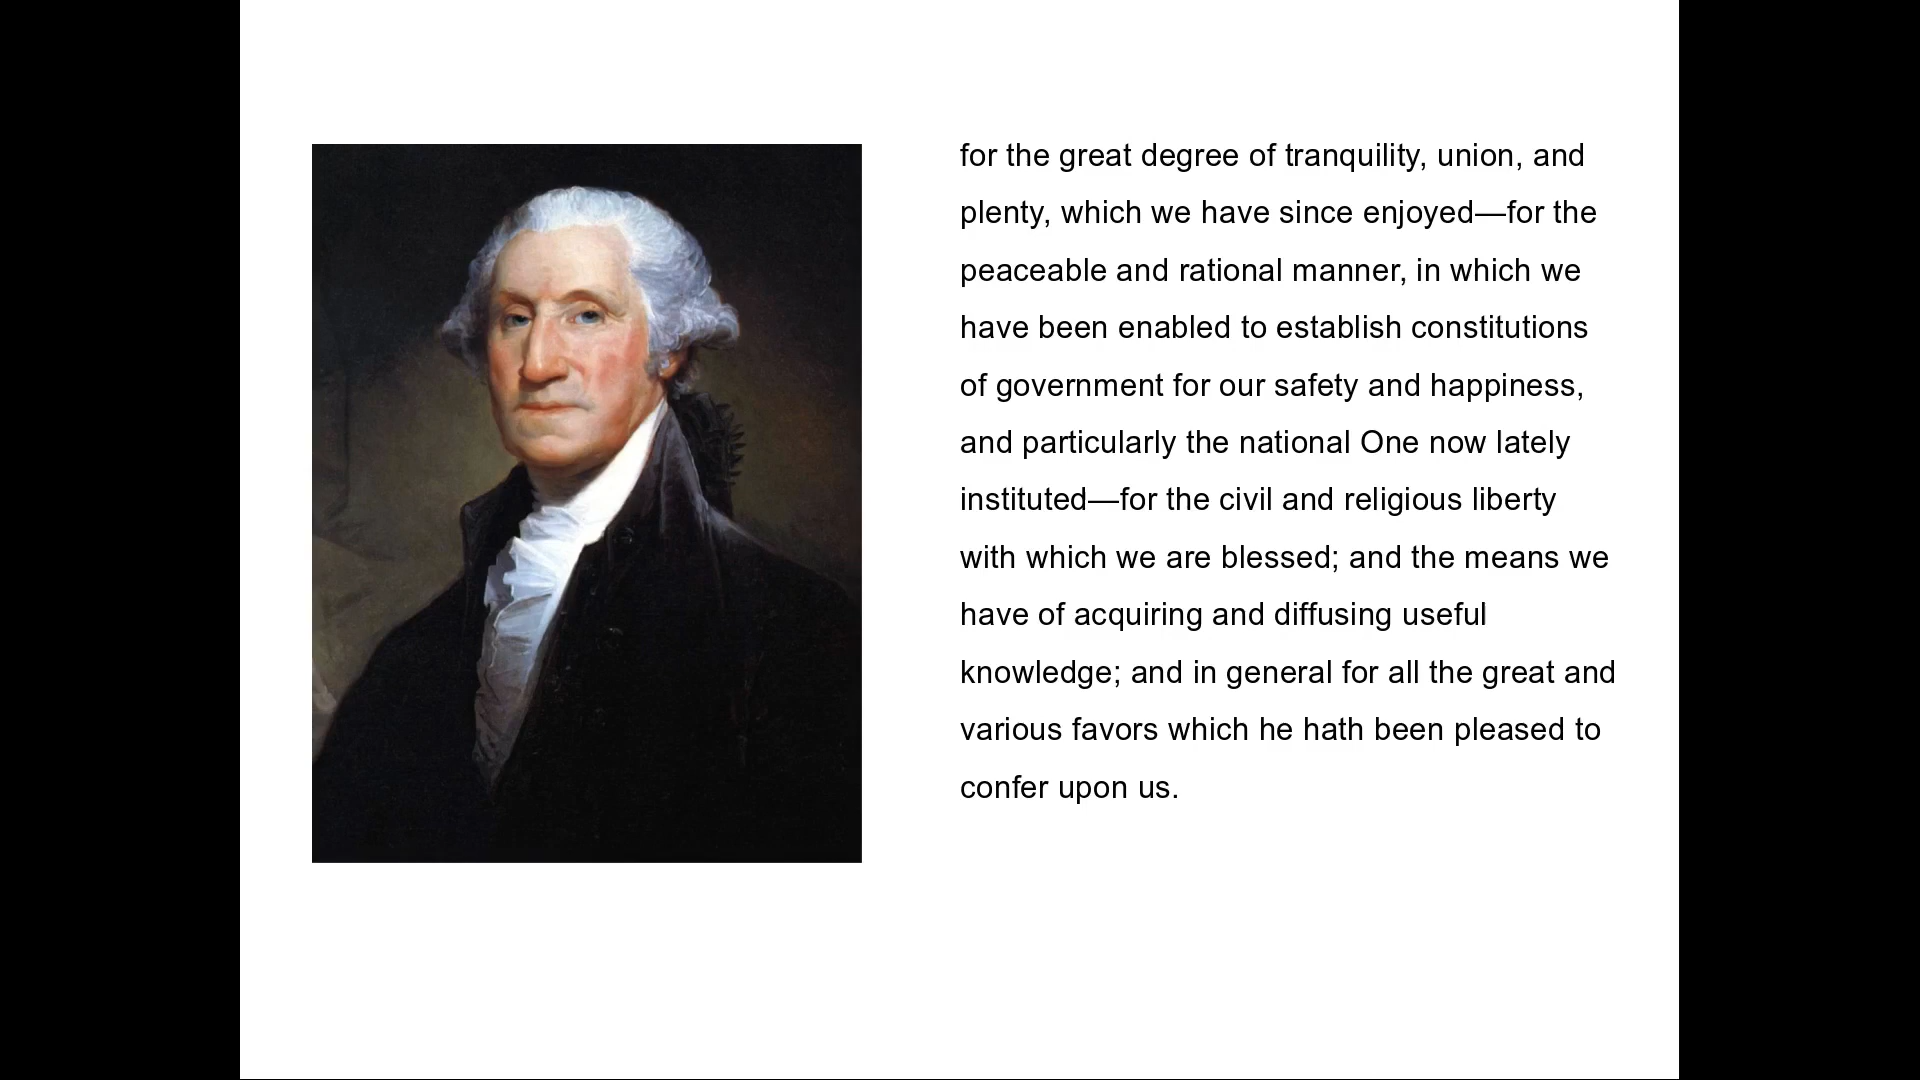 for the great degree of tranquility, union, and
plenty, which we have since enjoyed—for the
peaceable and rational manner, in which we
have been enabled to establish constitutions
of government for our safety and happiness,
and particularly the national One now lately
instituted—for the civil and religious liberty
with which we are blessed; and the means we
have of acquiring and diffusing useful
knowledge; and in general for all the great and
various favors which he hath been pleased to
confer upon us.